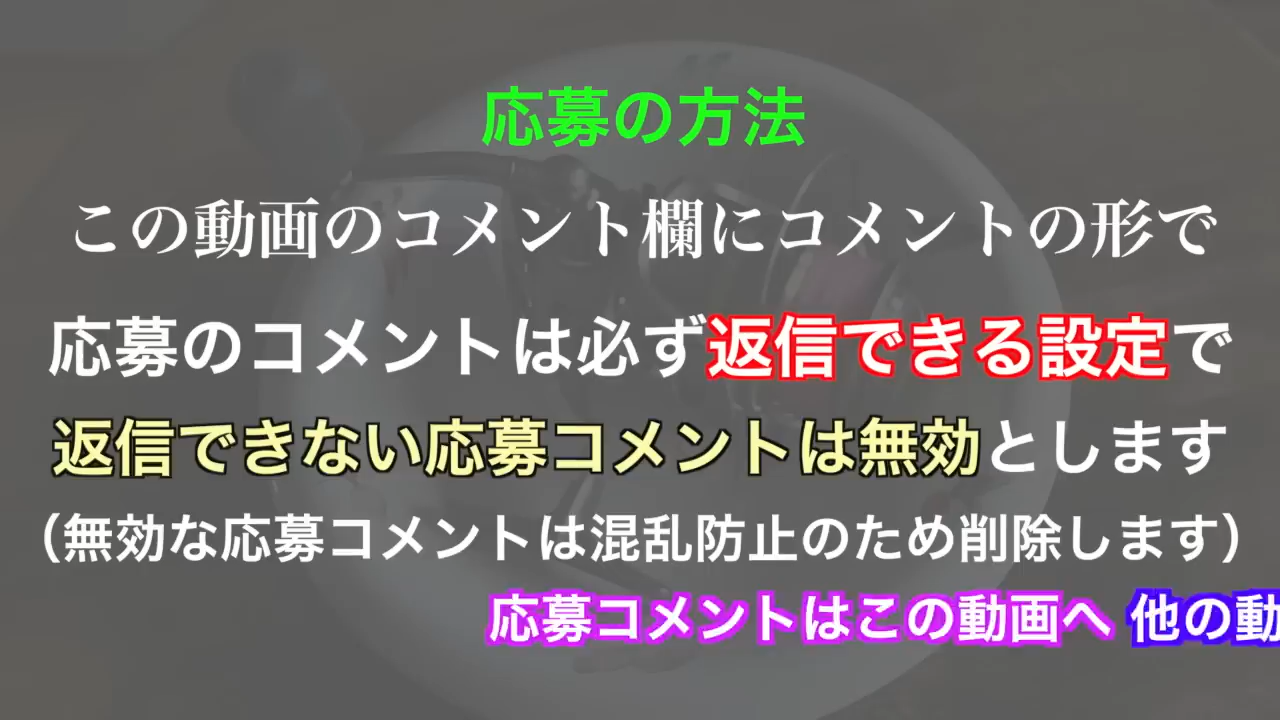 応募の方法
この動画のコメント欄にコメントの形で
応募のコメントは必ず返信できる設定で
返信できない応募コメントは無効とします
（無効な応募コメントは混乱防止のため削除します）
応募コメントはこの動画へ 他の動